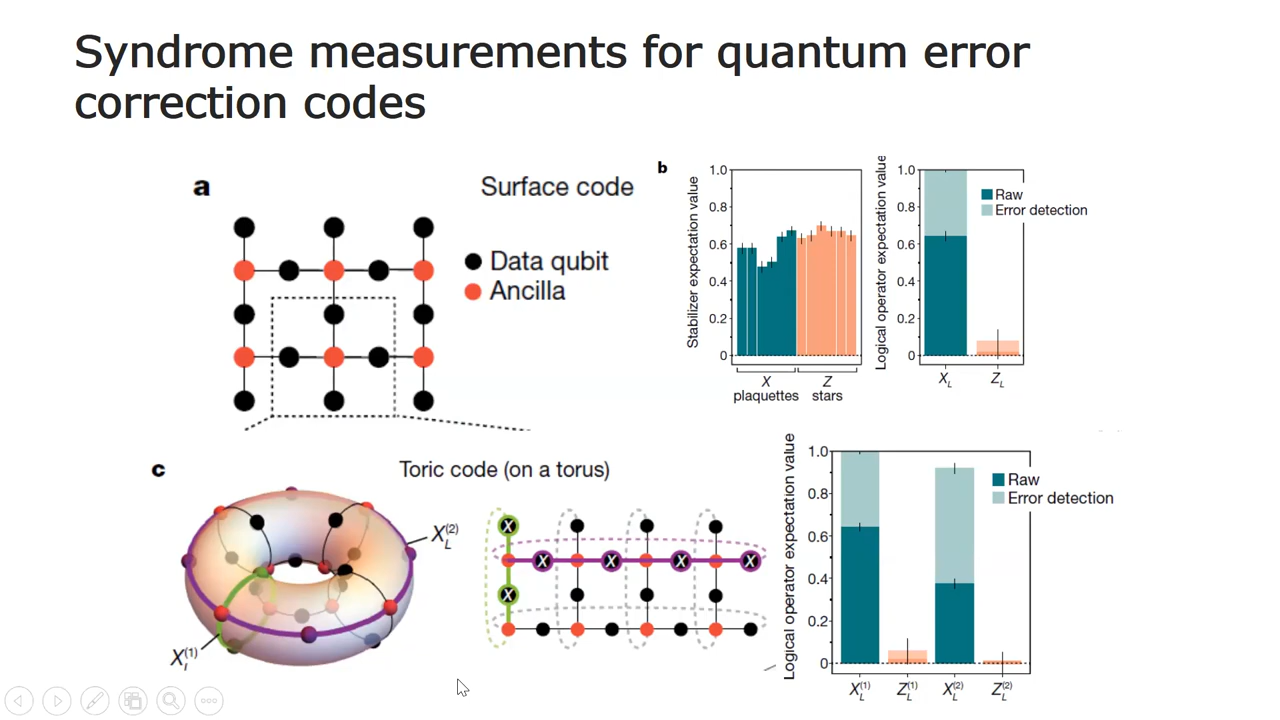 Syndrome measurements for quantum error
correction codes
a
Surface code
Data qubit
Ancilla
b
Stabilizer expectation value
1.0
0.8
0.6
0.4
0.2
0
X
plaquettes
Z
stars
Logical operator expectation value
1.0
0.8
0.6
0.4
0.2
0
Raw
Error detection
X_L
Z_L
c
Toric code (on a torus)
X_L^(2)
X_L^(1)
X
X
X
X
X
X
Logical operator expectation value
1.0
0.8
0.6
0.4
0.2
0
Raw
Error detection
X_L^(1)
Z_L^(1)
X_L^(2)
Z_L^(2)